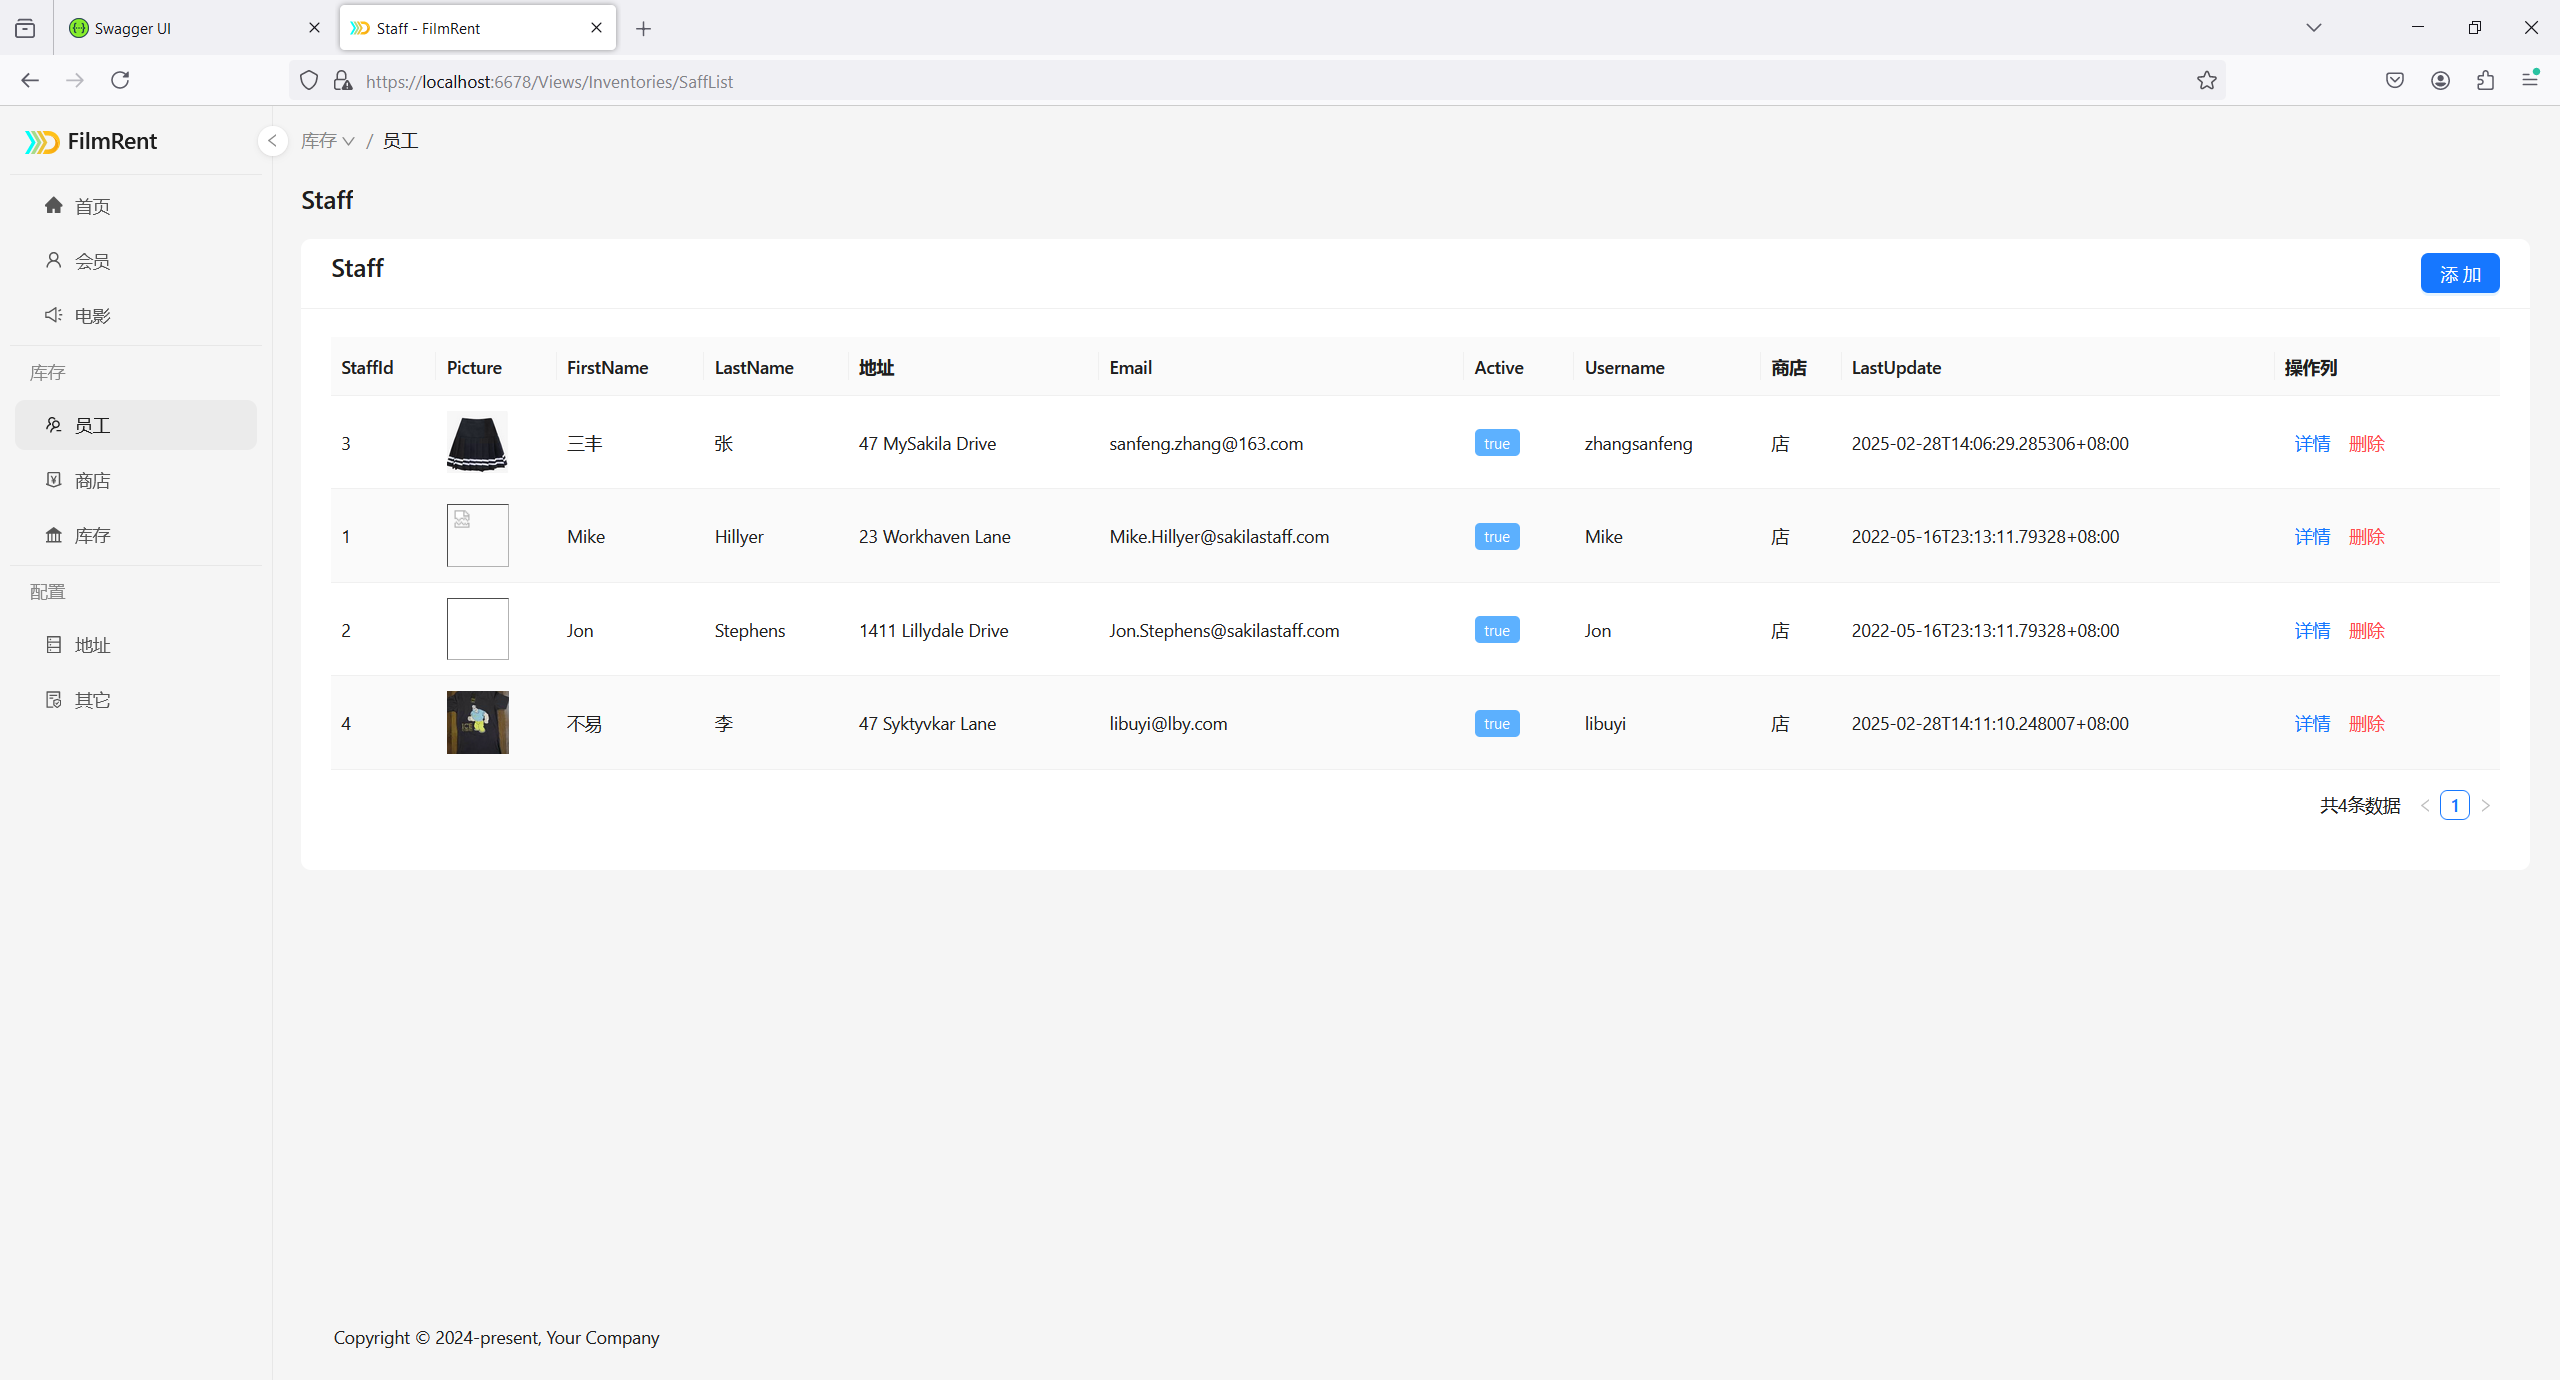 Swagger UI
Staff - FilmRent
https://localhost:6678/Views/Inventories/SaffList
FilmRent
首页
会员
电影
库存
员工
商店
库存
配置
地址
其它
库存 / 员工
Staff
Staff
添 加
StaffId Picture FirstName LastName 地址 Email Active Username 商店 LastUpdate 操作列
3 三丰 张 47 MySakila Drive sanfeng.zhang@163.com true zhangsanfeng 店 2025-02-28T14:06:29.285306+08:00 详情 删除
1 Mike Hillyer 23 Workhaven Lane Mike.Hillyer@sakilastaff.com true Mike 店 2022-05-16T23:13:11.79328+08:00 详情 删除
2 Jon Stephens 1411 Lillydale Drive Jon.Stephens@sakilastaff.com true Jon 店 2022-05-16T23:13:11.79328+08:00 详情 删除
4 不易 李 47 Syktyvkar Lane libuyi@lby.com true libuyi 店 2025-02-28T14:11:10.248007+08:00 详情 删除
共4条数据 1
Copyright © 2024-present, Your Company